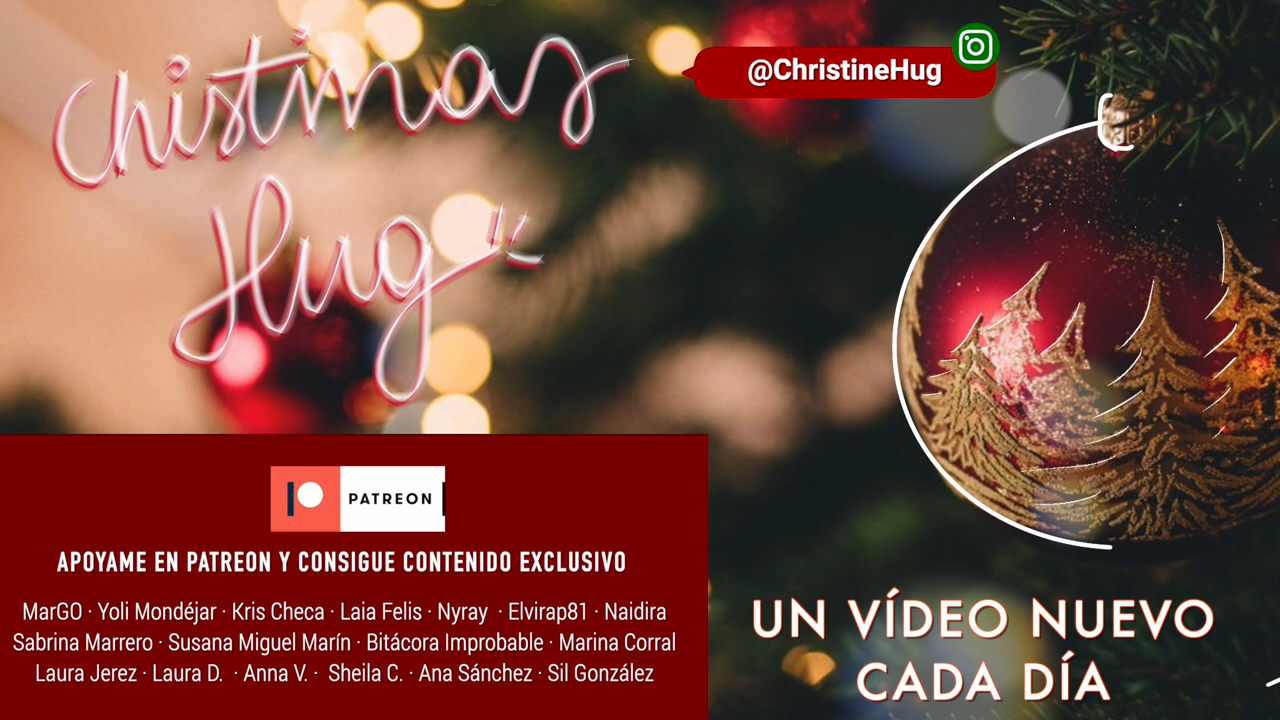 Chistmas
Hug
@ChristineHug
PATREON
APOYAME EN PATREON Y CONSIGUE CONTENIDO EXCLUSIVO
MarGO · Yoli Mondéjar · Kris Checa · Laia Felis · Nyray · Elvirap81 · Naidira
Sabrina Marrero · Susana Miguel Marín · Bitácora Improbable · Marina Corral
Laura Jerez · Laura D. · Anna V. · Sheila C. · Ana Sánchez · Sil González
UN VÍDEO NUEVO
CADA DÍA